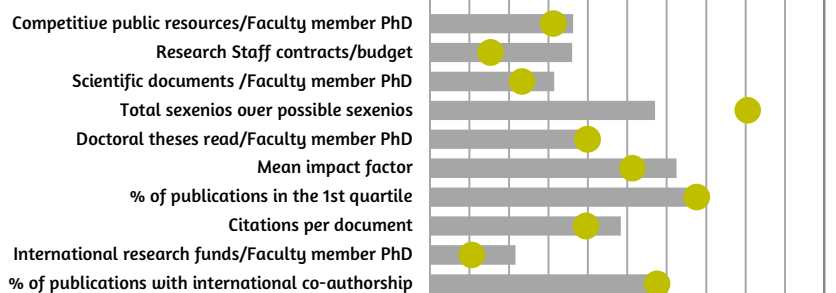 Competitive public resources/Faculty member PhD
Research Staff contracts/budget
Scientific documents /Faculty member PhD
Total sexenios over possible sexenios
Doctoral theses read/Faculty member PhD
Mean impact factor
% of publications in the 1st quartile
Citations per document
International research funds/Faculty member PhD
% of publications with international co-authorship